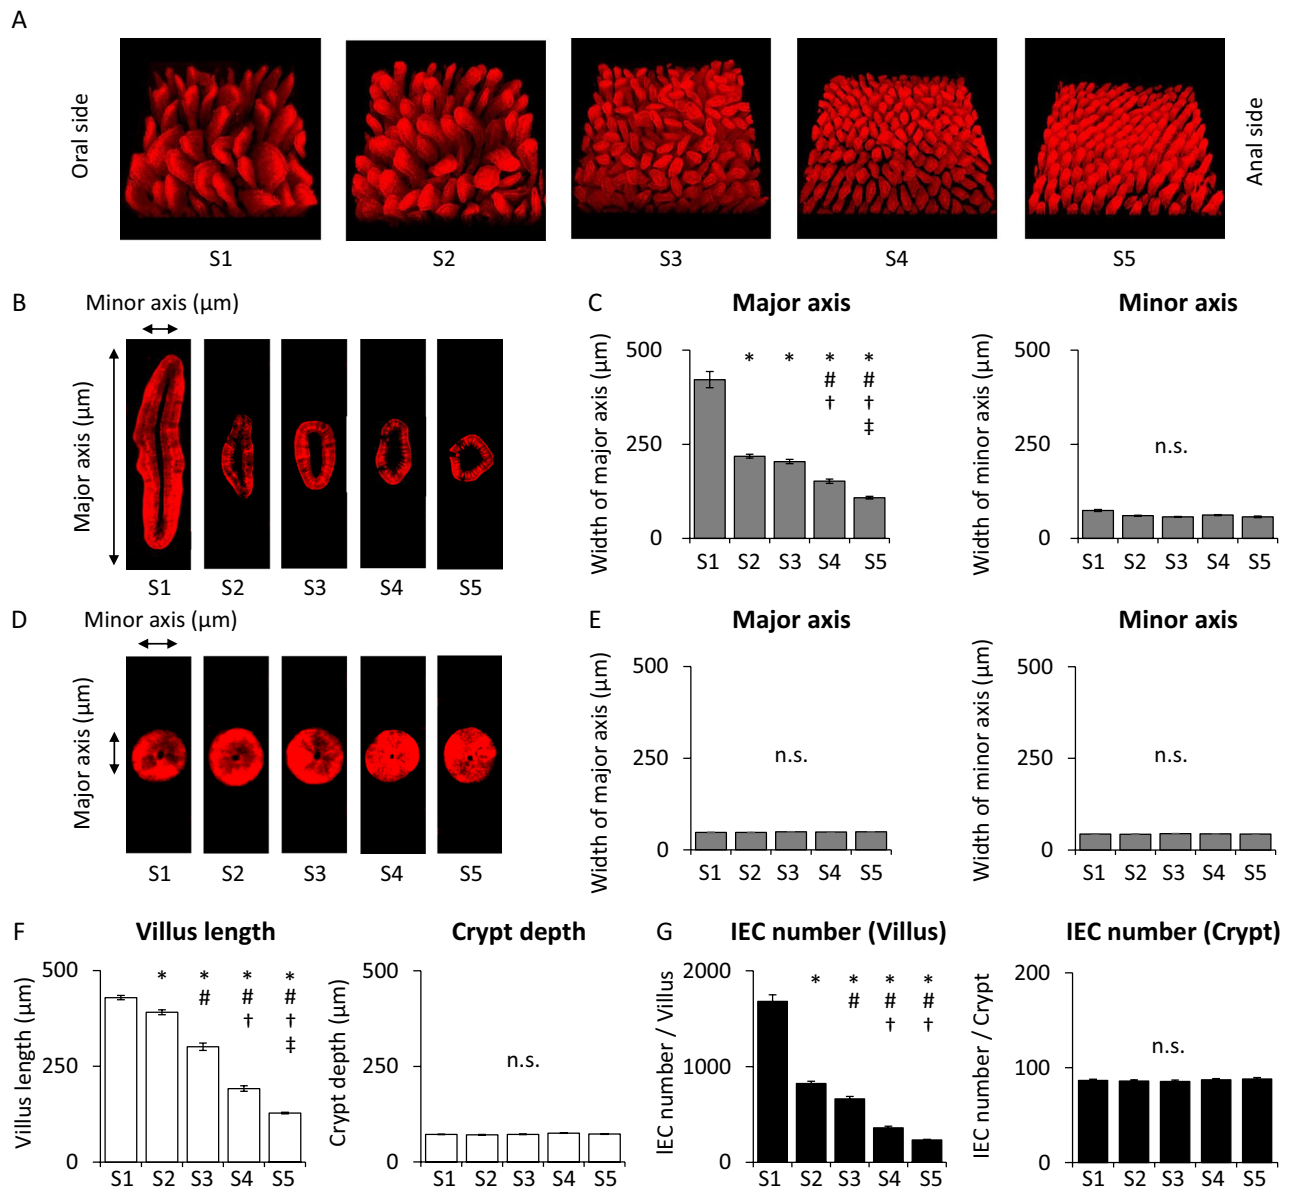 A
Oral side
Anal side
S1 S2 S3 S4 S5
B
Minor axis (µm)
Major axis (µm)
S1 S2 S3 S4 S5
C
Major axis
Width of major axis (µm)
500
250
0
* * * *
# #
† †
‡
S1 S2 S3 S4 S5
Minor axis
Width of minor axis (µm)
500
250
0
n.s.
S1 S2 S3 S4 S5
D
Minor axis (µm)
Major axis (µm)
S1 S2 S3 S4 S5
E
Major axis
Width of major axis (µm)
500
250
0
n.s.
S1 S2 S3 S4 S5
Minor axis
Width of minor axis (µm)
500
250
0
n.s.
S1 S2 S3 S4 S5
F
Villus length
Villus length (µm)
500
250
0
* * * *
# # #
† †
‡
S1 S2 S3 S4 S5
Crypt depth
Crypt depth (µm)
500
250
0
n.s.
S1 S2 S3 S4 S5
G
IEC number (Villus)
IEC number / Villus
2000
1000
0
* * * *
# # #
† †
S1 S2 S3 S4 S5
IEC number (Crypt)
IEC number / Crypt
200
100
0
n.s.
S1 S2 S3 S4 S5